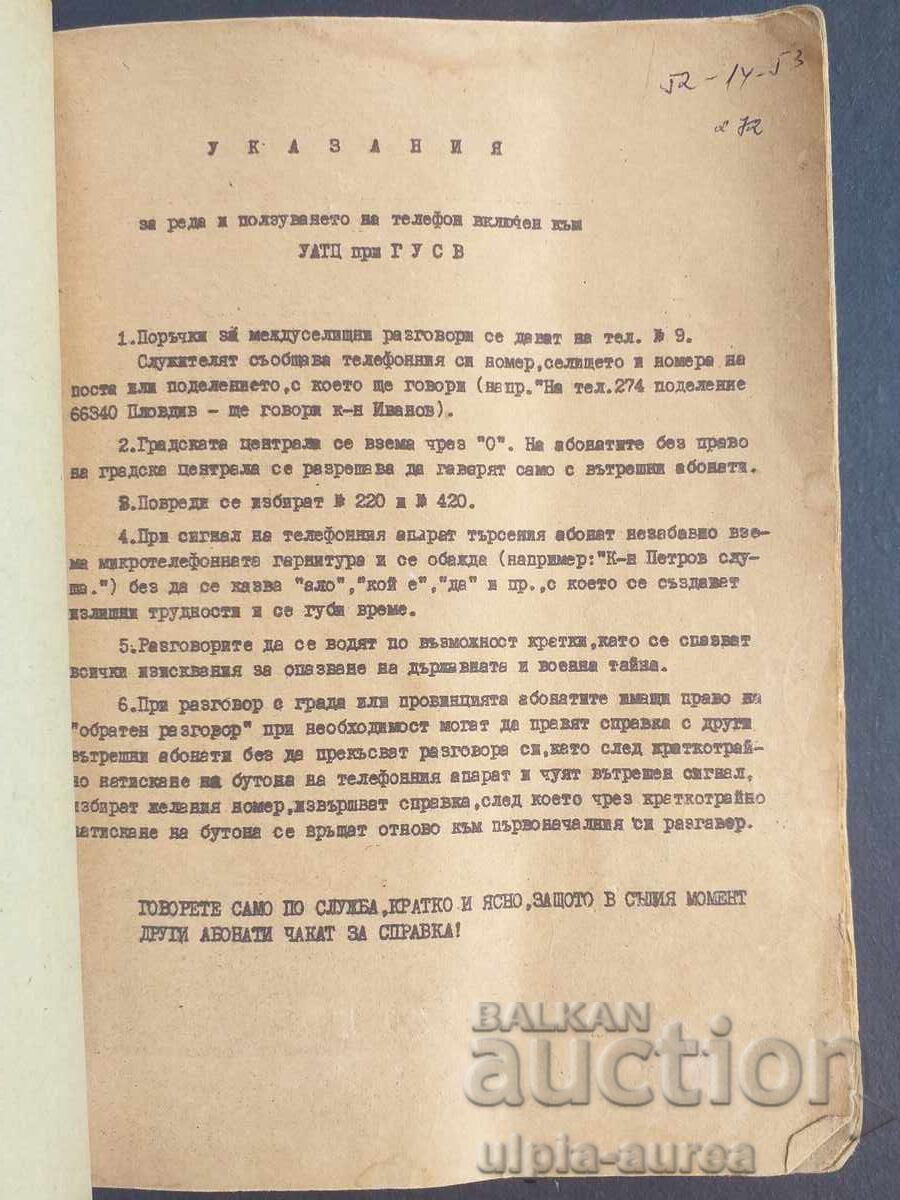 52-14-53
272
УКАЗАНИЯ
за реда и ползуването на телефон включен към
УАТЦ при ГУСВ
1.Поръчки за междуселищни разговори се дават на тел. № 9.
Служителят съобщава телефонния си номер,селището и номера на
поста или поделението,с което ще говори (напр."На тел.274 поделение
66340 Пловдив - ще говори к-н Иванов).
2.Градската централа се взема чрез "О". На абонатите без право
на градска централа се разрешава да гаварят само с вътрешни абонати.
3.Повреди се избират № 220 и № 420.
4.При сигнал на телефонния апарат търсения абонат незабавно взе-
ма микротелефонната гарнитура и се обажда (например:"К-н Петров слу-
ша.") без да се казва "ало","кой е","да" и пр.,с което се създават
излишни трудности и се губи време.
5.Разговорите да се водят по възможност кратки,като се спазват
всички изисквания за опазване на държавната и военна тайна.
6.При разговор с града или провинцията абонатите имащи право на
"обратен разговор" при необходимост могат да правят справка с други
вътрешни абонати без да прекъсват разговора си,като след краткотрай-
но натискане на бутона на телефонния апарат и чуят вътрешен сигнал,
избират желания номер,извършват справка,след което чрез краткотрайно
натискане на бутона се връщат отново към първоначалния си разгавор.
ГОВОРЕТЕ САМО ПО СЛУЖБА,КРАТКО И ЯСНО,ЗАЩОТО В СЪЩИЯ МОМЕНТ
ДРУГИ АБОНАТИ ЧАКАТ ЗА СПРАВКА!
BALKAN
auction
ulpia-aurea